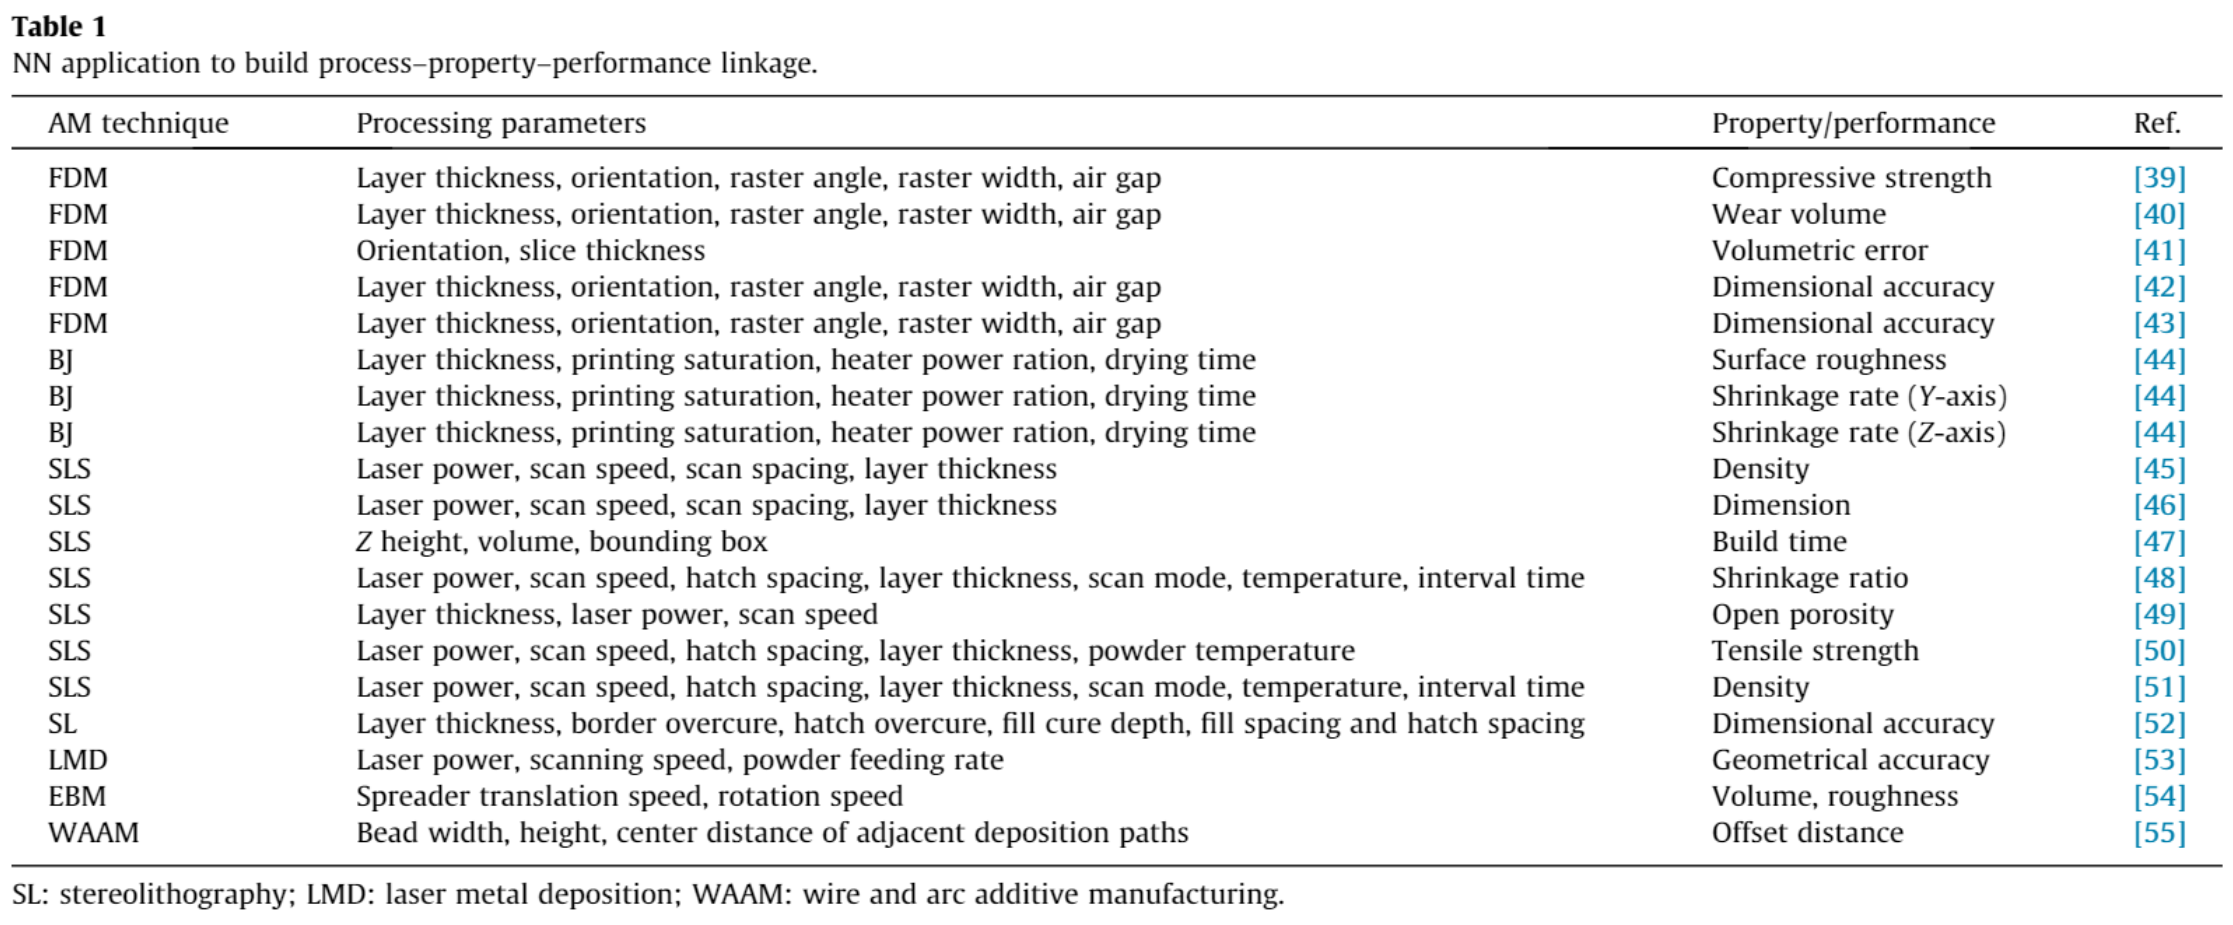 Table 1
NN application to build process–property–performance linkage.
AM technique Processing parameters Property/performance Ref.
FDM Layer thickness, orientation, raster angle, raster width, air gap Compressive strength [39]
FDM Layer thickness, orientation, raster angle, raster width, air gap Wear volume [40]
FDM Orientation, slice thickness Volumetric error [41]
FDM Layer thickness, orientation, raster angle, raster width, air gap Dimensional accuracy [42]
FDM Layer thickness, orientation, raster angle, raster width, air gap Dimensional accuracy [43]
BJ Layer thickness, printing saturation, heater power ration, drying time Surface roughness [44]
BJ Layer thickness, printing saturation, heater power ration, drying time Shrinkage rate (Y-axis) [44]
BJ Layer thickness, printing saturation, heater power ration, drying time Shrinkage rate (Z-axis) [44]
SLS Laser power, scan speed, scan spacing, layer thickness Density [45]
SLS Laser power, scan speed, scan spacing, layer thickness Dimension [46]
SLS Z height, volume, bounding box Build time [47]
SLS Laser power, scan speed, hatch spacing, layer thickness, scan mode, temperature, interval time Shrinkage ratio [48]
SLS Layer thickness, laser power, scan speed Open porosity [49]
SLS Laser power, scan speed, hatch spacing, layer thickness, powder temperature Tensile strength [50]
SLS Laser power, scan speed, hatch spacing, layer thickness, scan mode, temperature, interval time Density [51]
SL Layer thickness, border overcure, hatch overcure, fill cure depth, fill spacing and hatch spacing Dimensional accuracy [52]
LMD Laser power, scanning speed, powder feeding rate Geometrical accuracy [53]
EBM Spreader translation speed, rotation speed Volume, roughness [54]
WAAM Bead width, height, center distance of adjacent deposition paths Offset distance [55]
SL: stereolithography; LMD: laser metal deposition; WAAM: wire and arc additive manufacturing.